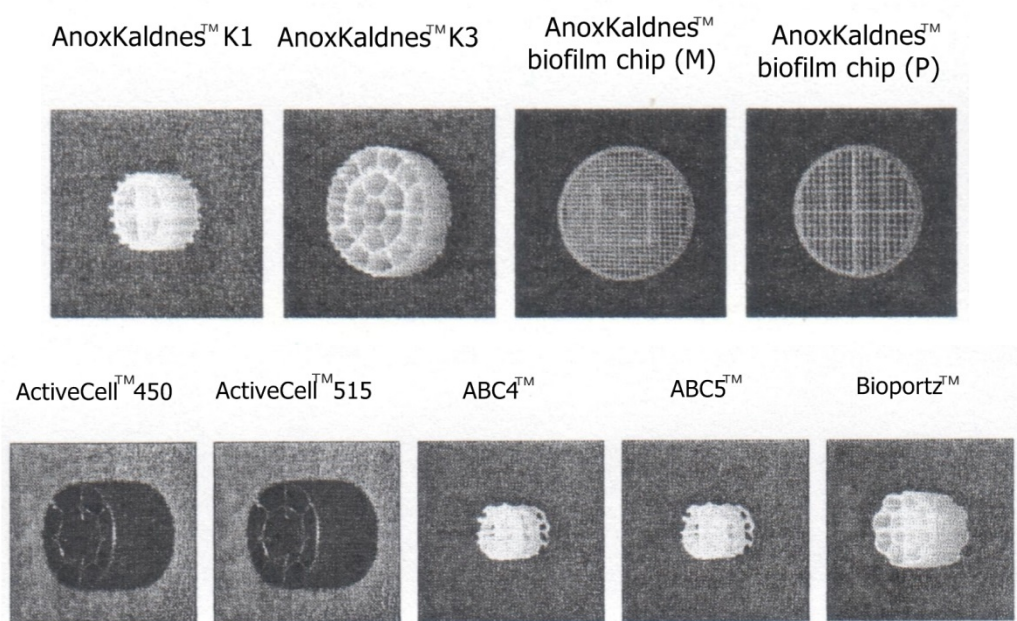 AnoxKaldnes™ K1
AnoxKaldnes™ K3
AnoxKaldnes™
biofilm chip (M)
AnoxKaldnes™
biofilm chip (P)
ActiveCell™450
ActiveCell™515
ABC4™
ABC5™
Bioportz™